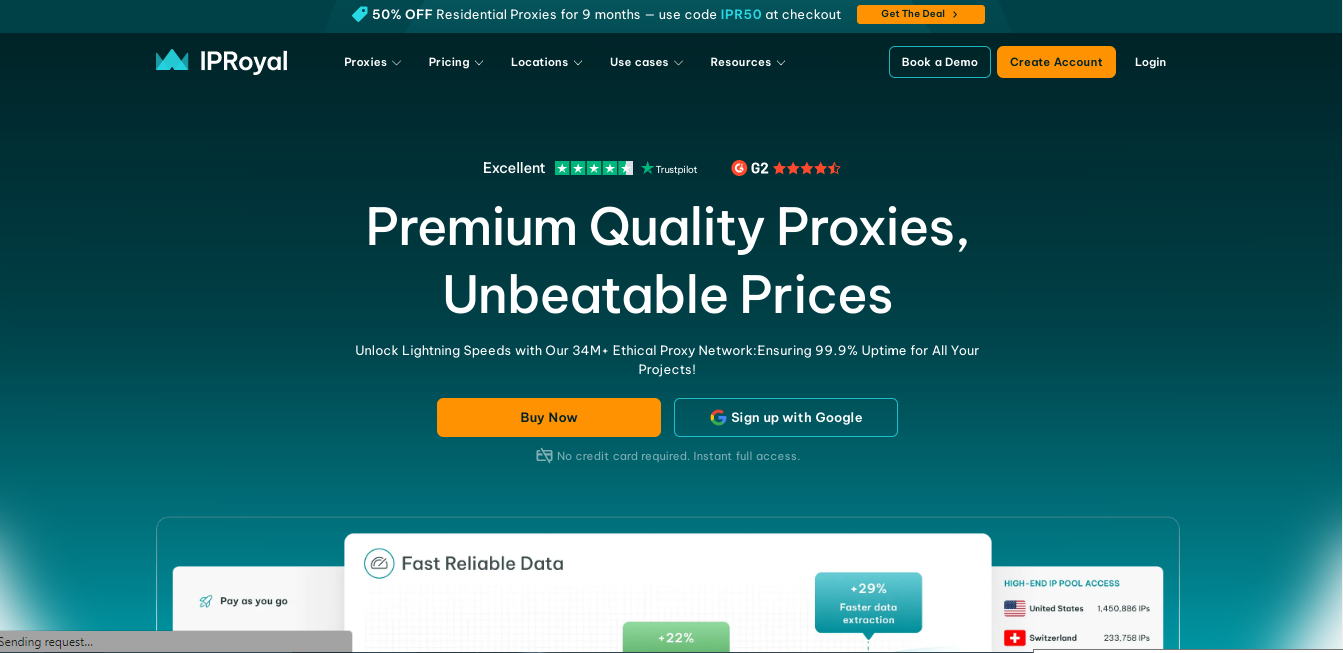 50% OFF Residential Proxies for 9 months — use code IPR50 at checkout
Get The Deal
IPRoyal
Proxies
Pricing
Locations
Use cases
Resources
Book a Demo
Create Account
Login
Excellent
Trustpilot
G2
Premium Quality Proxies,
Unbeatable Prices
Unlock Lightning Speeds with Our 34M+ Ethical Proxy Network:Ensuring 99.9% Uptime for All Your
Projects!
Buy Now
Sign up with Google
No credit card required. Instant full access.
Pay as you go
Fast Reliable Data
+22%
+29%
Faster data
extraction
HIGH-END IP POOL ACCESS
United States 1,450,886 IPs
Switzerland 233,758 IPs
Sending request...